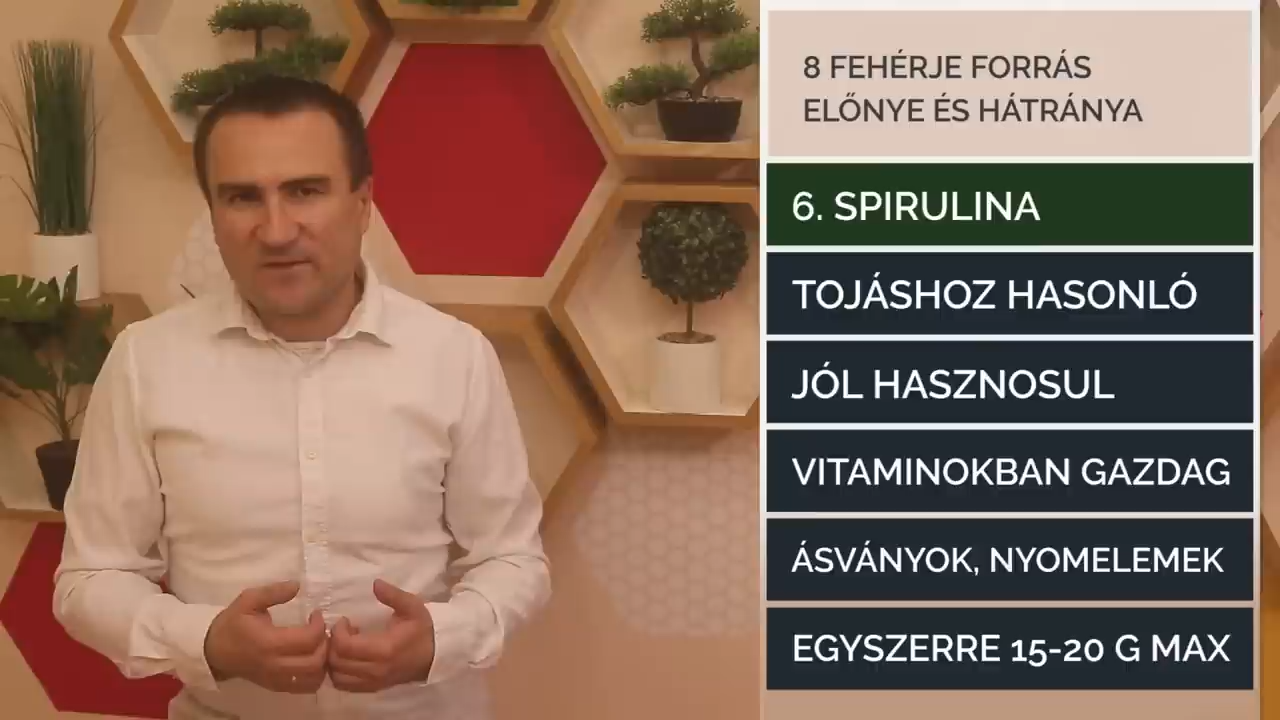 8 FEHÉRJE FORRÁS
ELŐNYE ÉS HÁTRÁNYA
6. SPIRULINA
TOJÁSHOZ HASONLÓ
JÓL HASZNOSUL
VITAMINOKBAN GAZDAG
ÁSVÁNYOK, NYOMELEMEK
EGYSZERRE 15-20 G MAX